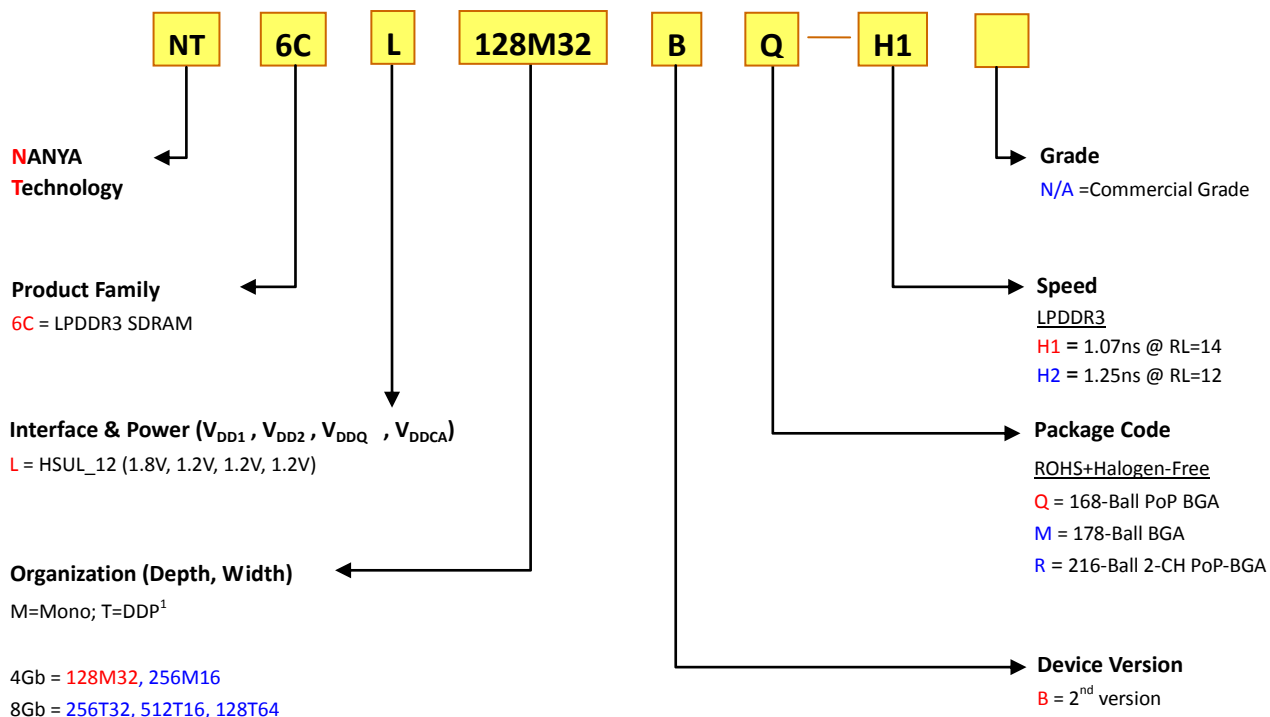 NT 6C L 128M32 B Q — H1
NANYA
Technology
Grade
N/A =Commercial Grade
Product Family
6C = LPDDR3 SDRAM
Speed
LPDDR3
H1 = 1.07ns @ RL=14
H2 = 1.25ns @ RL=12
Interface & Power (VDD1 , VDD2 , VDDQ , VDDCA)
L = HSUL_12 (1.8V, 1.2V, 1.2V, 1.2V)
Package Code
ROHS+Halogen-Free
Q = 168-Ball PoP BGA
M = 178-Ball BGA
R = 216-Ball 2-CH PoP-BGA
Organization (Depth, Width)
M=Mono; T=DDP1
4Gb = 128M32, 256M16
8Gb = 256T32, 512T16, 128T64
Device Version
B = 2nd version